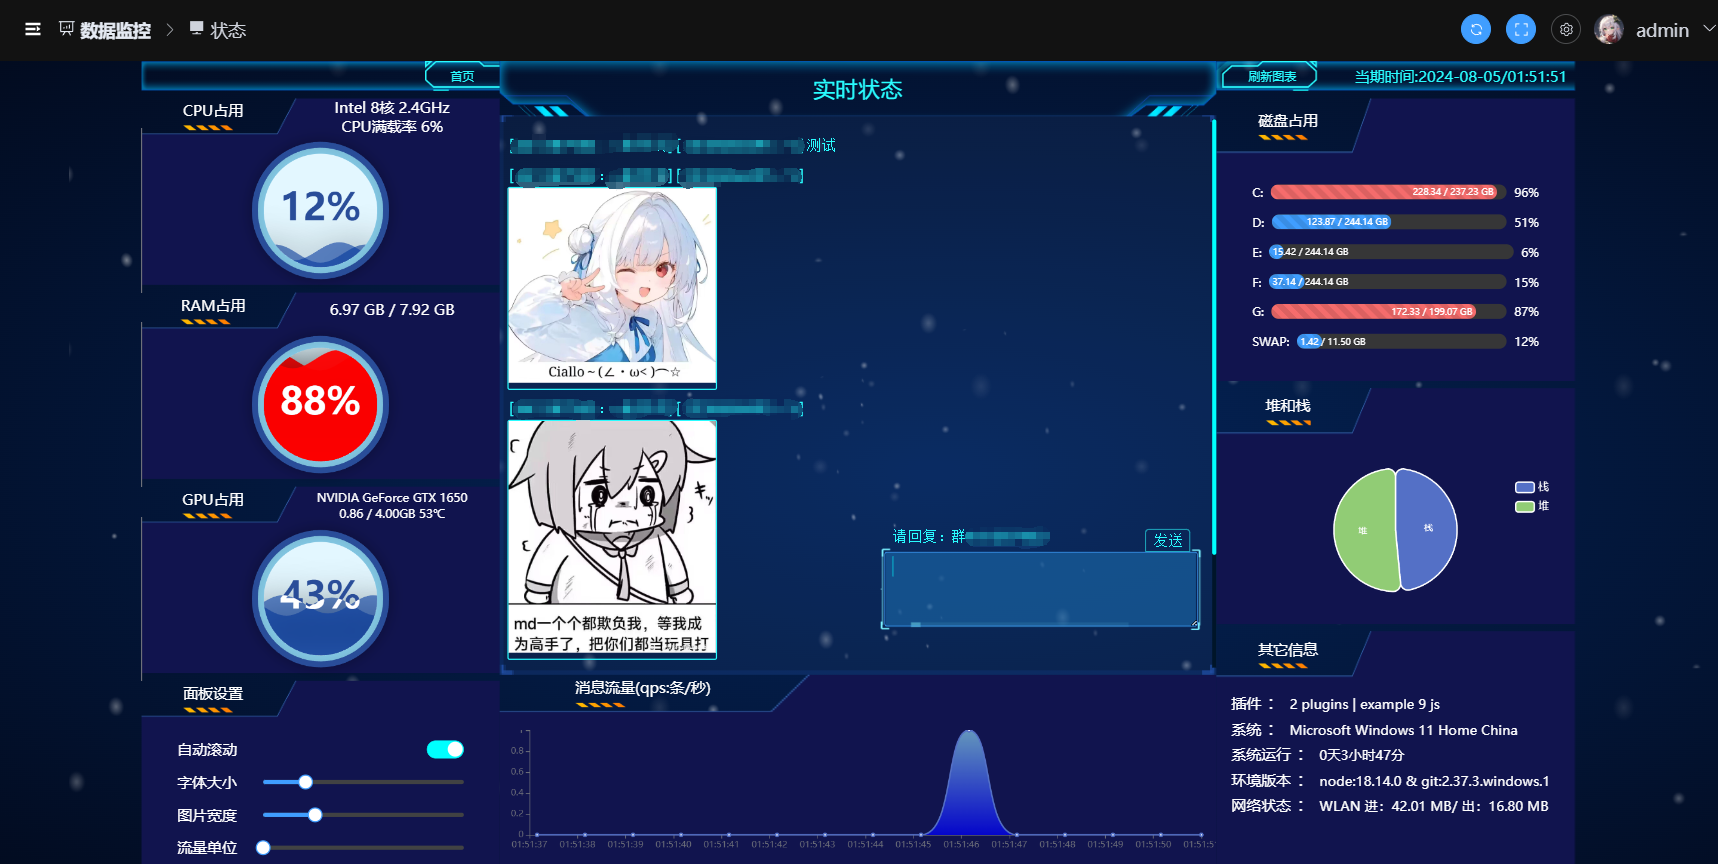 数据监控 > 状态
admin
首页
实时状态
刷新图表
当期时间:2024-08-05/01:51:51
CPU占用
Intel 8核 2.4GHz
CPU满载率 6%
12%
RAM占用
6.97 GB / 7.92 GB
88%
GPU占用
NVIDIA GeForce GTX 1650
0.86 / 4.00GB 53℃
43%
面板设置
自动滚动
字体大小
图片宽度
流量单位
测试
Ciallo～(∠・ω< )⌒☆
md一个个都欺负我，等我成
为高手了，把你们都当玩具打
请回复：群
发送
消息流量(qps:条/秒)
1
0.8
0.6
0.4
0.2
0
01:51:37 01:51:38 01:51:39 01:51:40 01:51:41 01:51:42 01:51:43 01:51:44 01:51:45 01:51:46 01:51:47 01:51:48 01:51:49 01:51:50 01:51:51
磁盘占用
C: 228.34 / 237.23 GB 96%
D: 123.87 / 244.14 GB 51%
E: 15.42 / 244.14 GB 6%
F: 37.14 / 244.14 GB 15%
G: 172.33 / 199.07 GB 87%
SWAP: 1.42 / 11.50 GB 12%
堆和栈
堆
栈
栈
堆
其它信息
插件： 2 plugins | example 9 js
系统： Microsoft Windows 11 Home China
系统运行： 0天3小时47分
环境版本： node:18.14.0 & git:2.37.3.windows.1
网络状态： WLAN 进：42.01 MB/ 出：16.80 MB